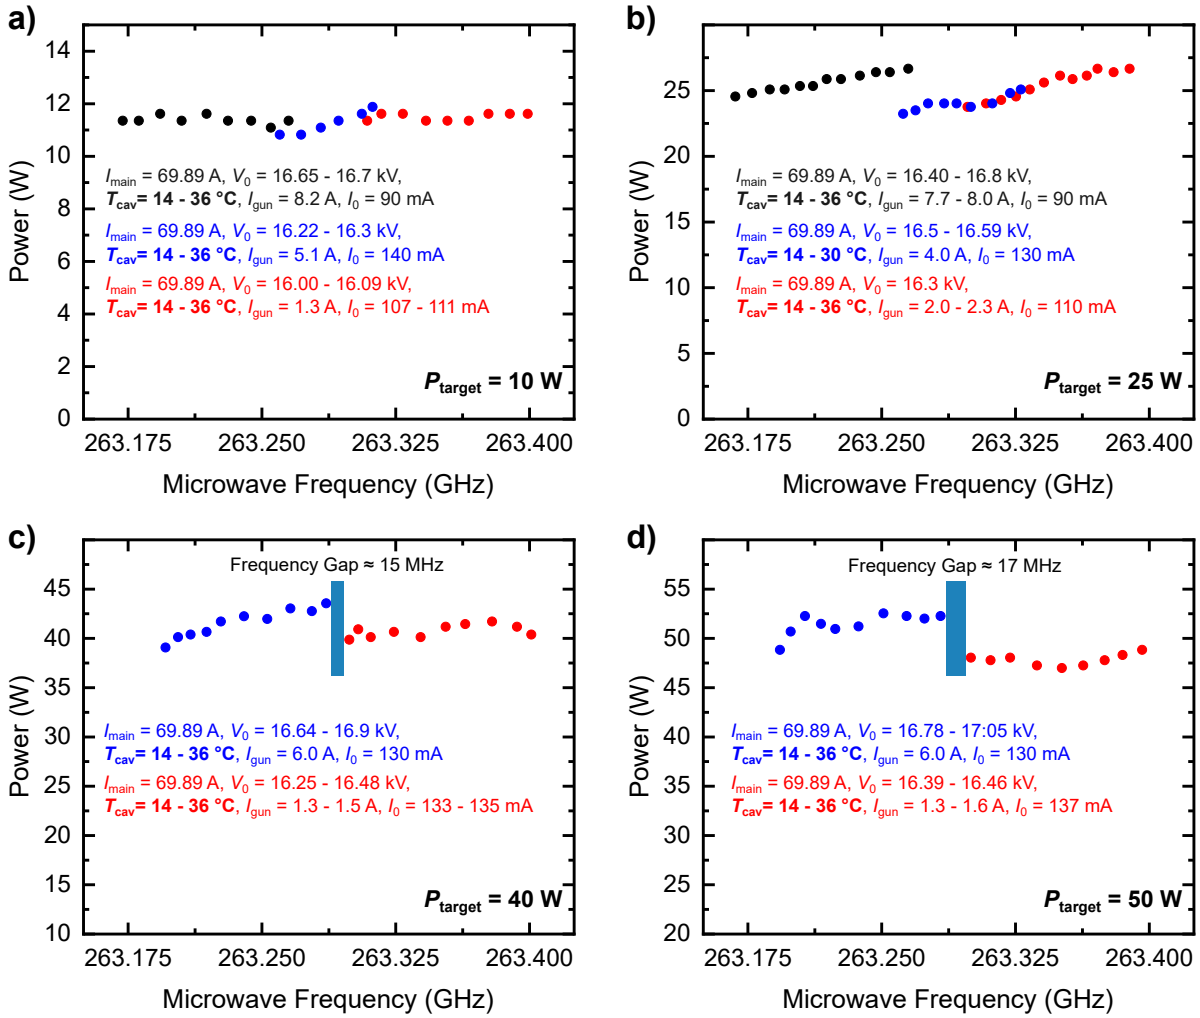 a)
14
12
10
8
6
4
2
0
Power (W)
I_main = 69.89 A, V_0 = 16.65 - 16.7 kV,
T_cav= 14 - 36 °C, I_gun = 8.2 A, I_0 = 90 mA
I_main = 69.89 A, V_0 = 16.22 - 16.3 kV,
T_cav= 14 - 36 °C, I_gun = 5.1 A, I_0 = 140 mA
I_main = 69.89 A, V_0 = 16.00 - 16.09 kV,
T_cav= 14 - 36 °C, I_gun = 1.3 A, I_0 = 107 - 111 mA
P_target = 10 W
263.175 263.250 263.325 263.400
Microwave Frequency (GHz)
b)
25
20
15
10
5
0
Power (W)
I_main = 69.89 A, V_0 = 16.40 - 16.8 kV,
T_cav= 14 - 36 °C, I_gun = 7.7 - 8.0 A, I_0 = 90 mA
I_main = 69.89 A, V_0 = 16.5 - 16.59 kV,
T_cav= 14 - 30 °C, I_gun = 4.0 A, I_0 = 130 mA
I_main = 69.89 A, V_0 = 16.3 kV,
T_cav= 14 - 36 °C, I_gun = 2.0 - 2.3 A, I_0 = 110 mA
P_target = 25 W
263.175 263.250 263.325 263.400
Microwave Frequency (GHz)
c)
Frequency Gap ≈ 15 MHz
45
40
35
30
25
20
15
10
Power (W)
I_main = 69.89 A, V_0 = 16.64 - 16.9 kV,
T_cav= 14 - 36 °C, I_gun = 6.0 A, I_0 = 130 mA
I_main = 69.89 A, V_0 = 16.25 - 16.48 kV,
T_cav= 14 - 36 °C, I_gun = 1.3 - 1.5 A, I_0 = 133 - 135 mA
P_target = 40 W
263.175 263.250 263.325 263.400
Microwave Frequency (GHz)
d)
Frequency Gap ≈ 17 MHz
55
50
45
40
35
30
25
20
Power (W)
I_main = 69.89 A, V_0 = 16.78 - 17:05 kV,
T_cav= 14 - 36 °C, I_gun = 6.0 A, I_0 = 130 mA
I_main = 69.89 A, V_0 = 16.39 - 16.46 kV,
T_cav= 14 - 36 °C, I_gun = 1.3 - 1.6 A, I_0 = 137 mA
P_target = 50 W
263.175 263.250 263.325 263.400
Microwave Frequency (GHz)